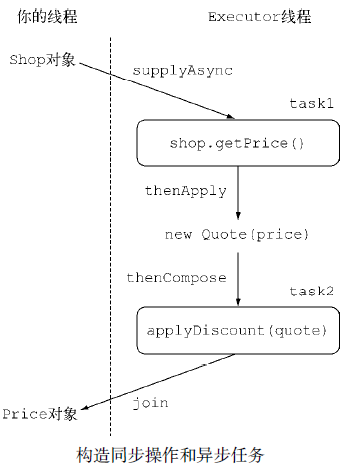 你的线程 Executor线程
Shop对象
supplyAsync
task1
shop.getPrice()
thenApply
new Quote(price)
thenCompose
task2
applyDiscount(quote)
join
Price对象
构造同步操作和异步任务